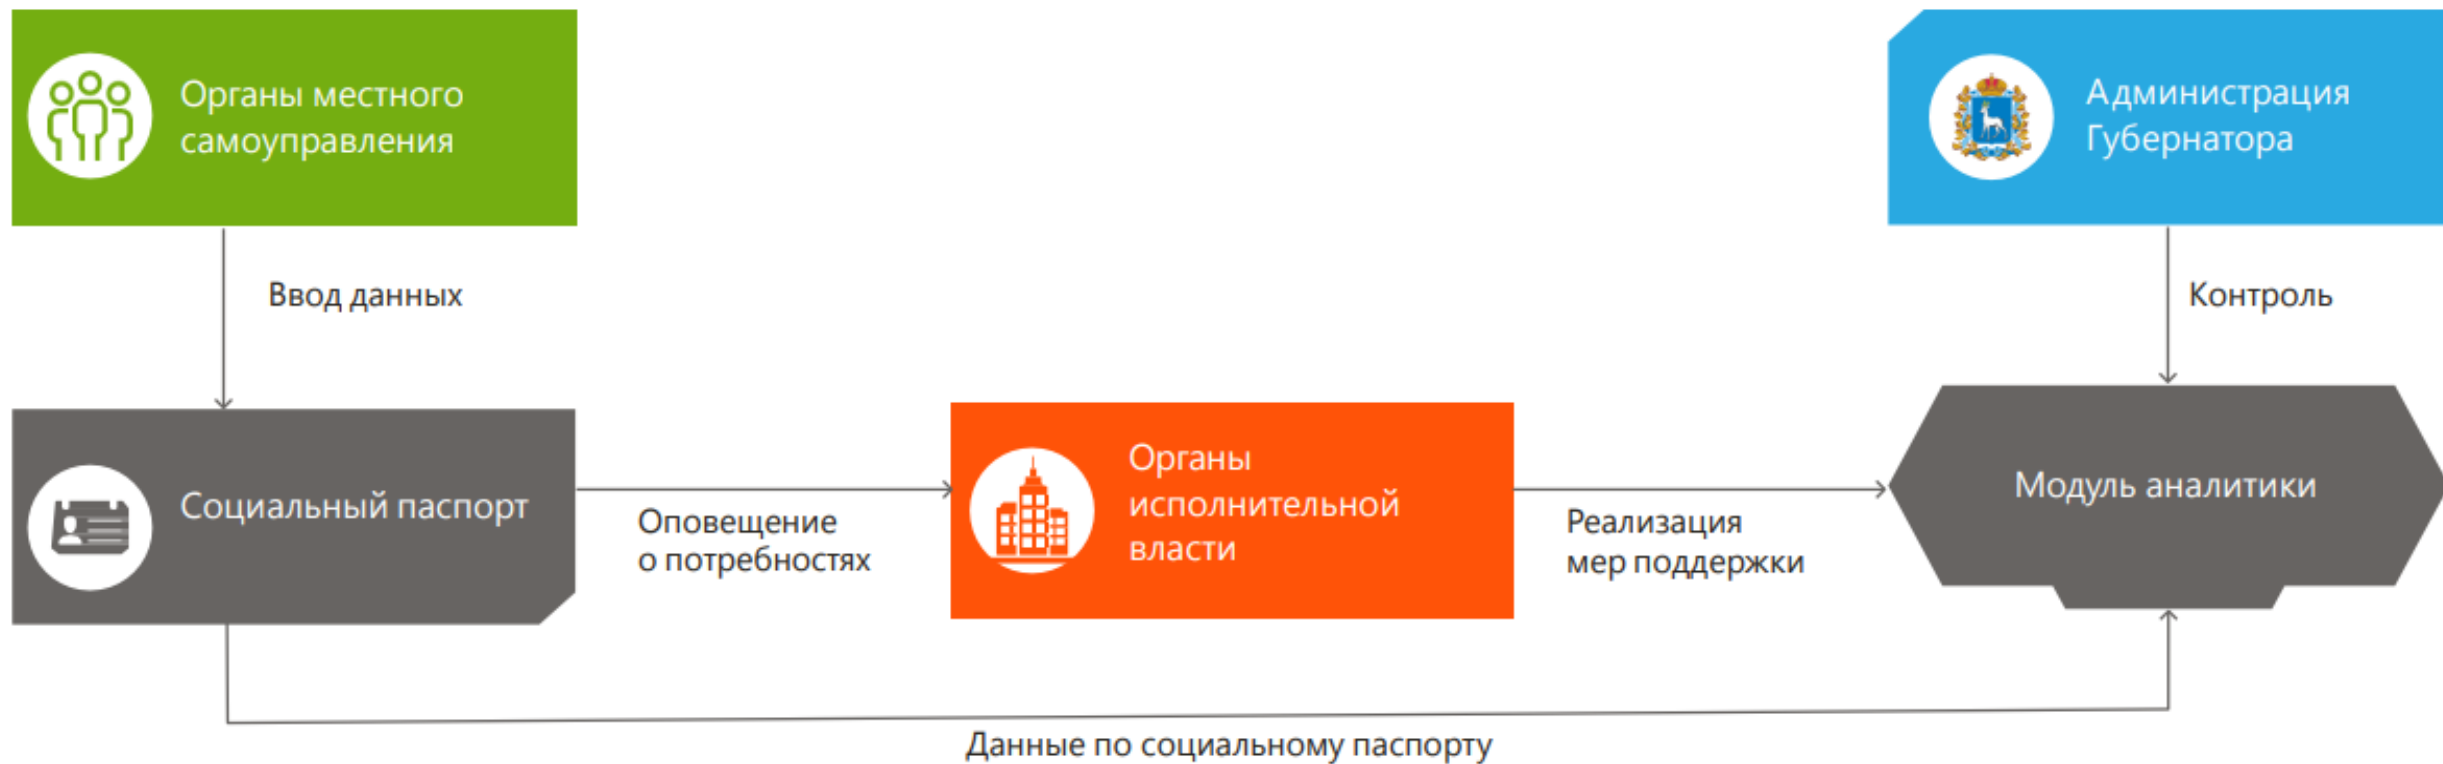 Органы местного
самоуправления
Администрация
Губернатора
Ввод данных
Контроль
Социальный паспорт
Оповещение
о потребностях
Органы
исполнительной
власти
Реализация
мер поддержки
Модуль аналитики
Данные по социальному паспорту